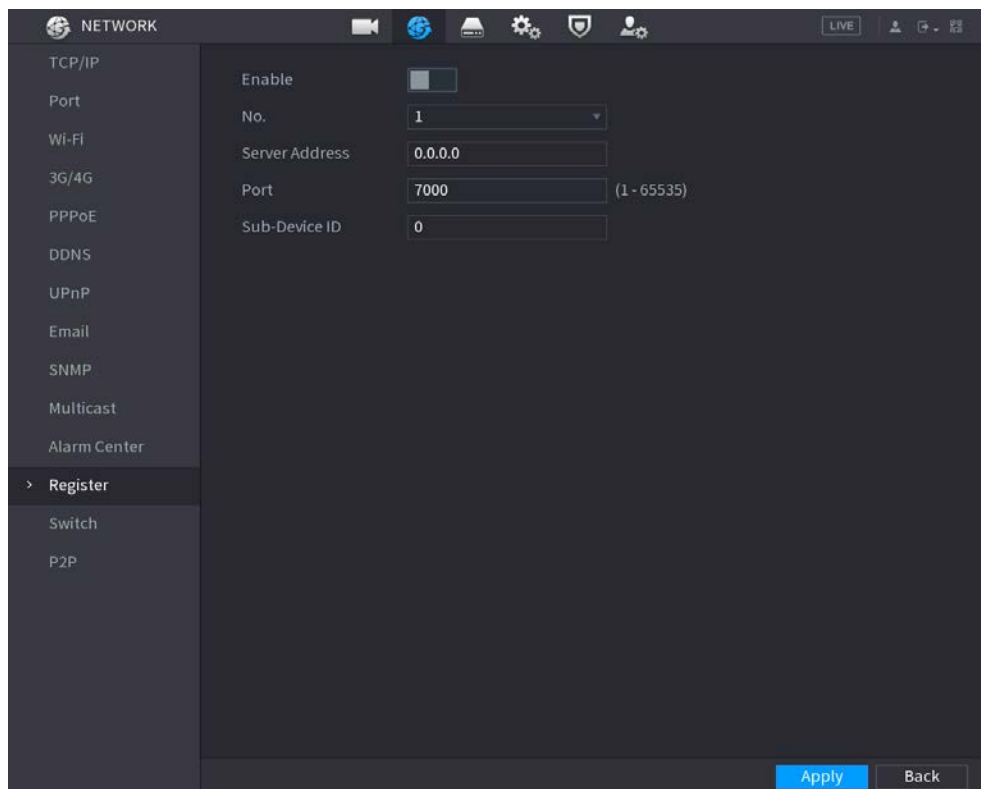 NETWORK
LIVE
TCP/IP
Port
Wi-Fi
3G/4G
PPPoE
DDNS
UPnP
Email
SNMP
Multicast
Alarm Center
> Register
Switch
P2P
Enable
No. 1
Server Address 0.0.0.0
Port 7000 (1 - 65535)
Sub-Device ID 0
Apply Back